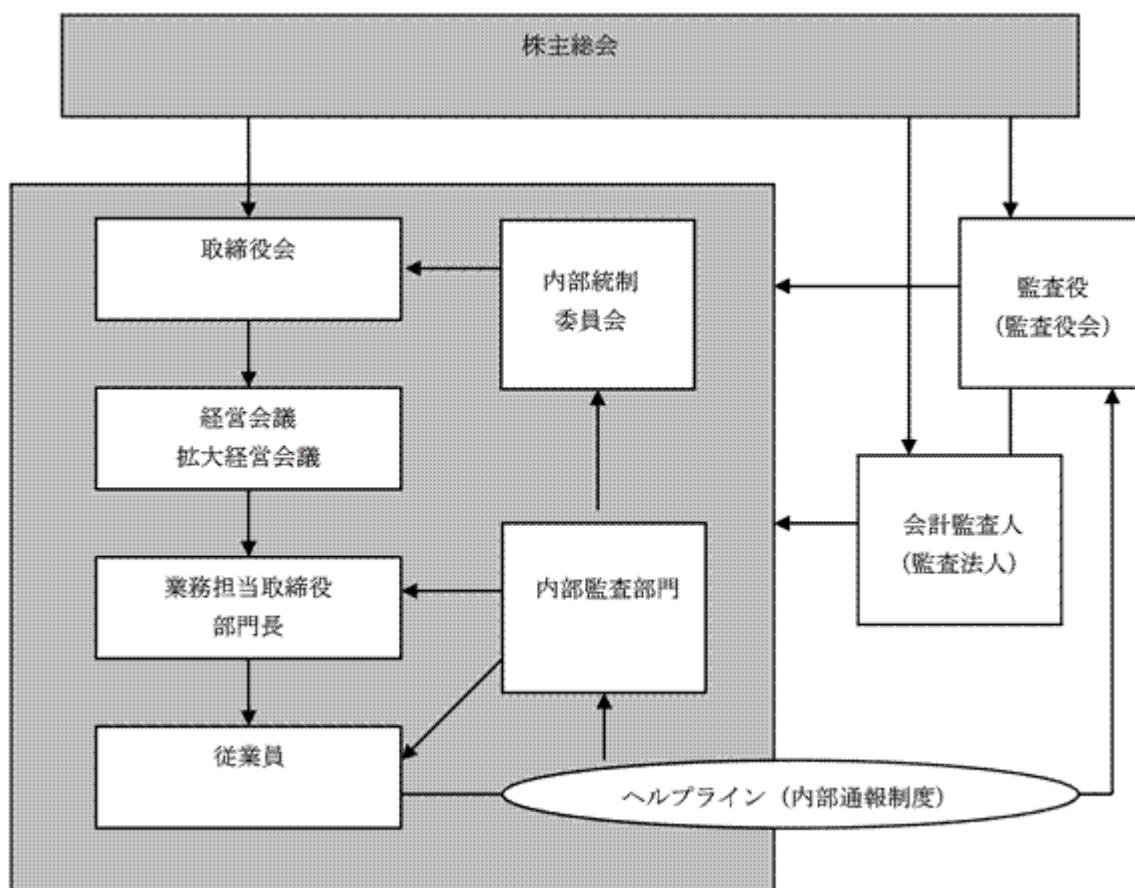 株主総会
取締役会
内部統制
委員会
監査役
(監査役会)
経営会議
拡大経営会議
会計監査人
(監査法人)
業務担当取締役
部門長
内部監査部門
従業員
ヘルプライン(内部通報制度)